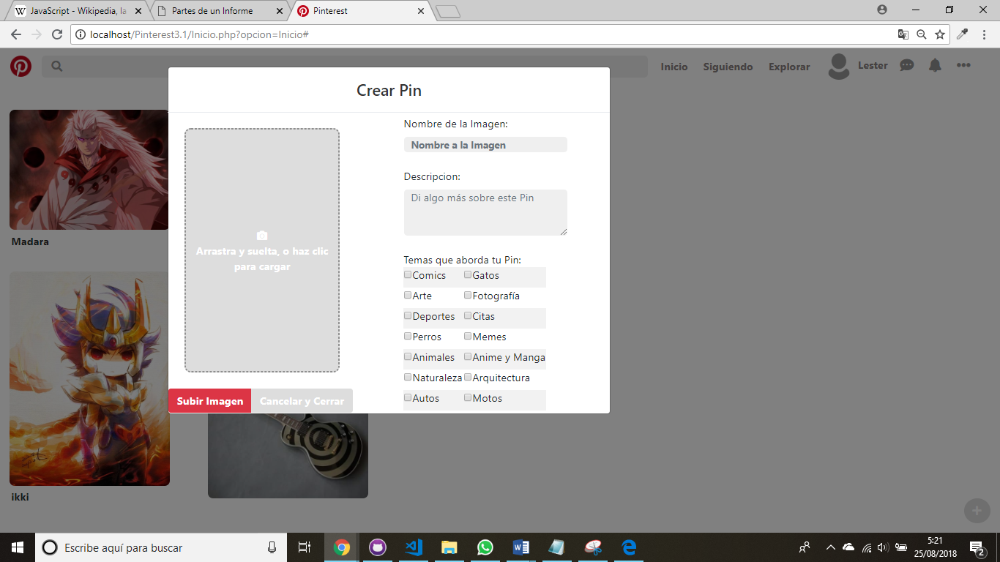 JavaScript - Wikipedia, la
Partes de un Informe
Pinterest
localhost/Pinterest3.1/Inicio.php?opcion=Inicio#
Inicio
Siguiendo
Explorar
Lester
Crear Pin
Nombre de la Imagen:
Nombre a la Imagen
Descripcion:
Di algo más sobre este Pin
Arrastra y suelta, o haz clic
para cargar
Temas que aborda tu Pin:
Comics Gatos
Arte Fotografía
Deportes Citas
Perros Memes
Animales Anime y Manga
Naturaleza Arquitectura
Autos Motos
Subir Imagen Cancelar y Cerrar
Madara
ikki
Escribe aquí para buscar
5:21
25/08/2018
2